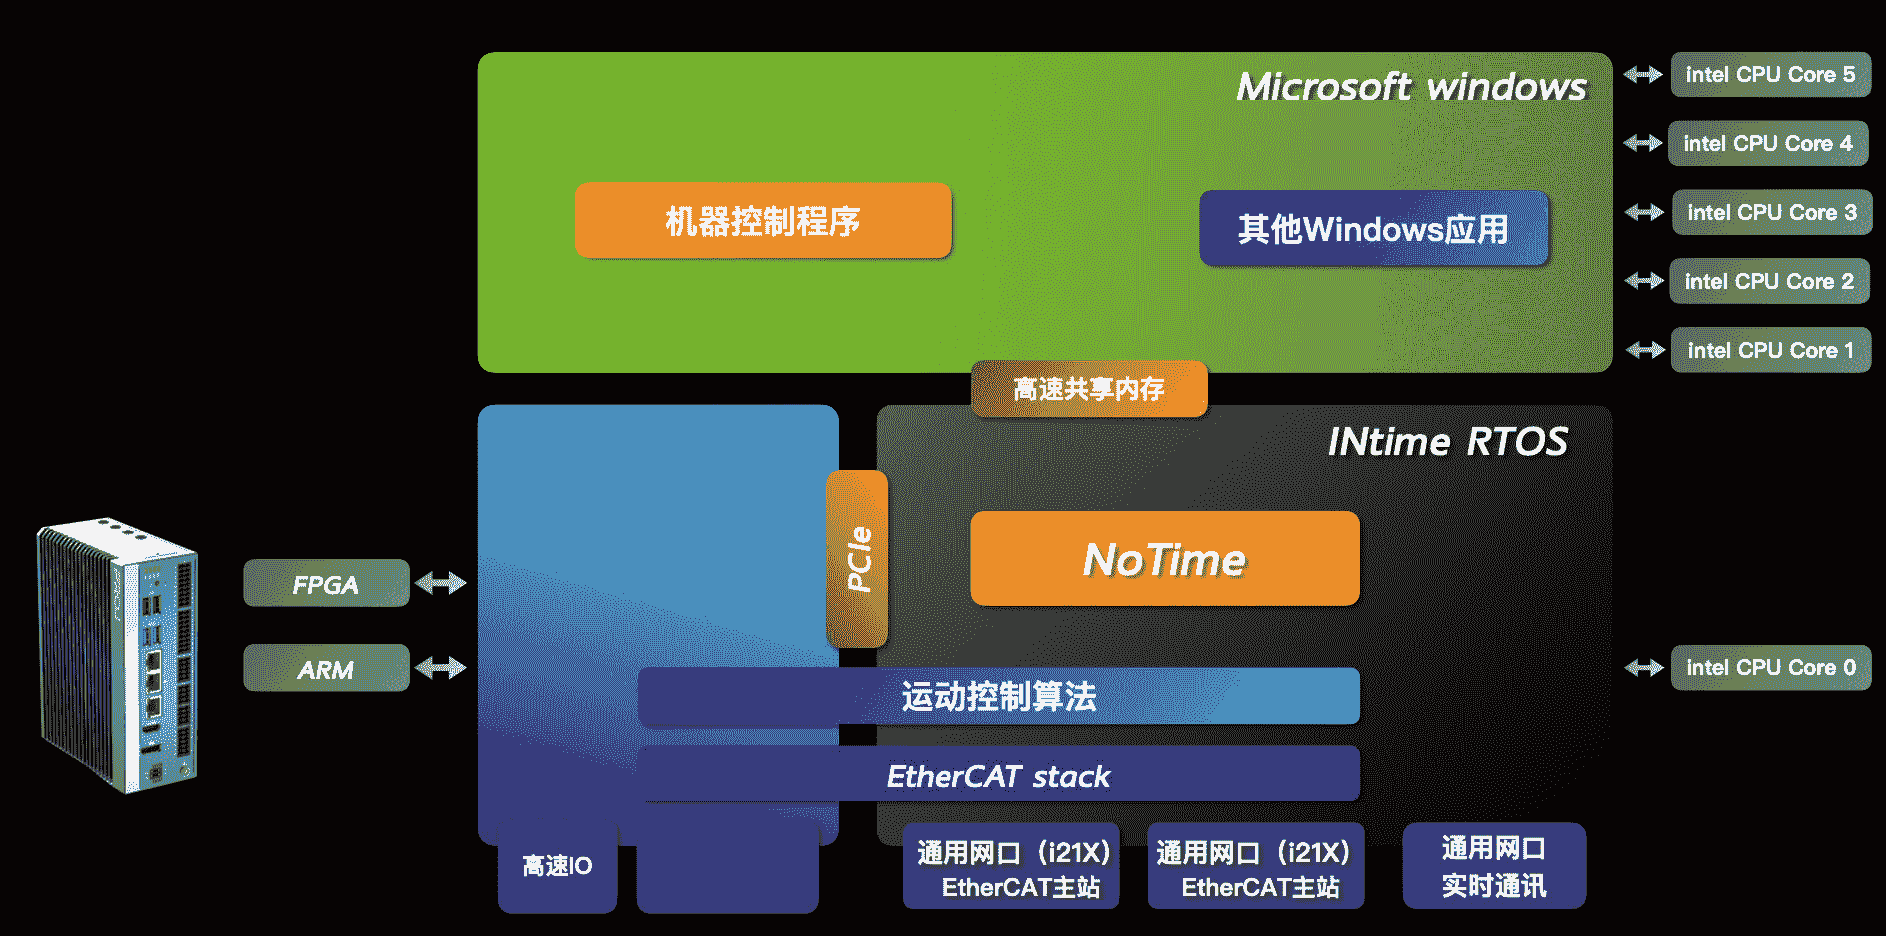 Microsoft windows
机器控制程序
其他Windows应用
intel CPU Core 5
intel CPU Core 4
intel CPU Core 3
intel CPU Core 2
intel CPU Core 1
高速共享内存
INtime RTOS
PCIe
NoTime
FPGA
ARM
运动控制算法
intel CPU Core 0
EtherCAT stack
高速IO
通用网口（i21X）
EtherCAT主站
通用网口（i21X）
EtherCAT主站
通用网口
实时通讯